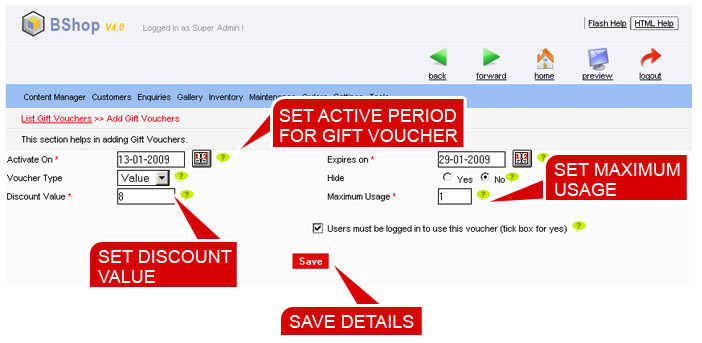 BShop V4.0
Logged in as Super Admin !
Flash Help
HTML Help
back
forward
home
preview
logout
Content Manager Customers Enquiries Gallery Inventory
List Gift Vouchers >> Add Gift Vouchers
SET ACTIVE PERIOD
FOR GIFT VOUCHER
This section helps in adding Gift Vouchers.
Activate On * 13-01-2009 ?
Expires on * 29-01-2009 ?
Voucher Type Value ?
Hide Yes No ?
SET MAXIMUM
USAGE
Discount Value * 8 ?
Maximum Usage * 1 ?
Users must be logged in to use this voucher (tick box for yes) ?
SET DISCOUNT
VALUE
Save
SAVE DETAILS